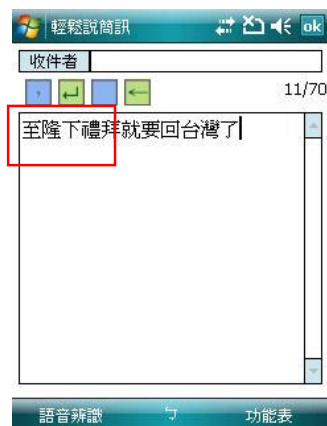 輕鬆說簡訊 ok
收件者
, 11/70
至隆下禮拜就要回台灣了
語音辨識 ㄅ 功能表